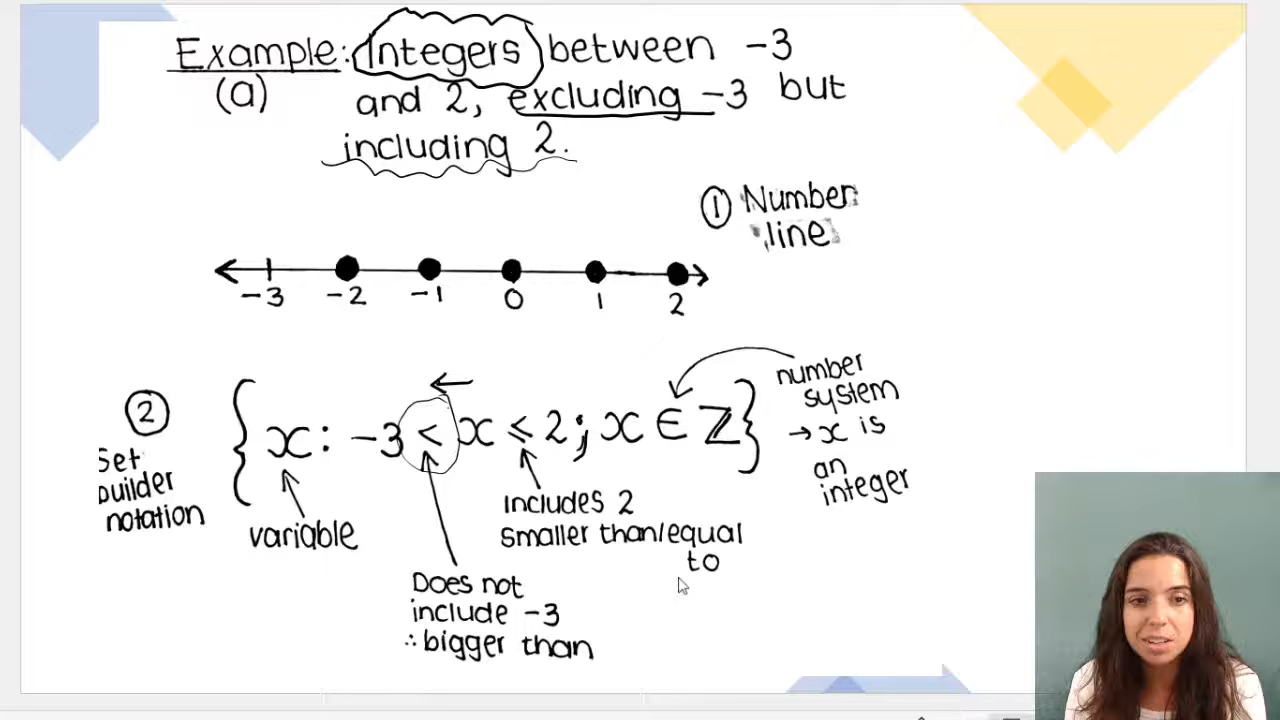 Example: Integers between -3
(a) and 2, excluding -3 but
including 2.
① Number
line
-3 -2 -1 0 1 2
②
Set
builder
notation
{x: -3 < x ≤ 2; x ∈ ℤ}
number
system
→ x is
an
integer
variable
Includes 2
smaller than/equal
to
Does not
include -3
∴ bigger than